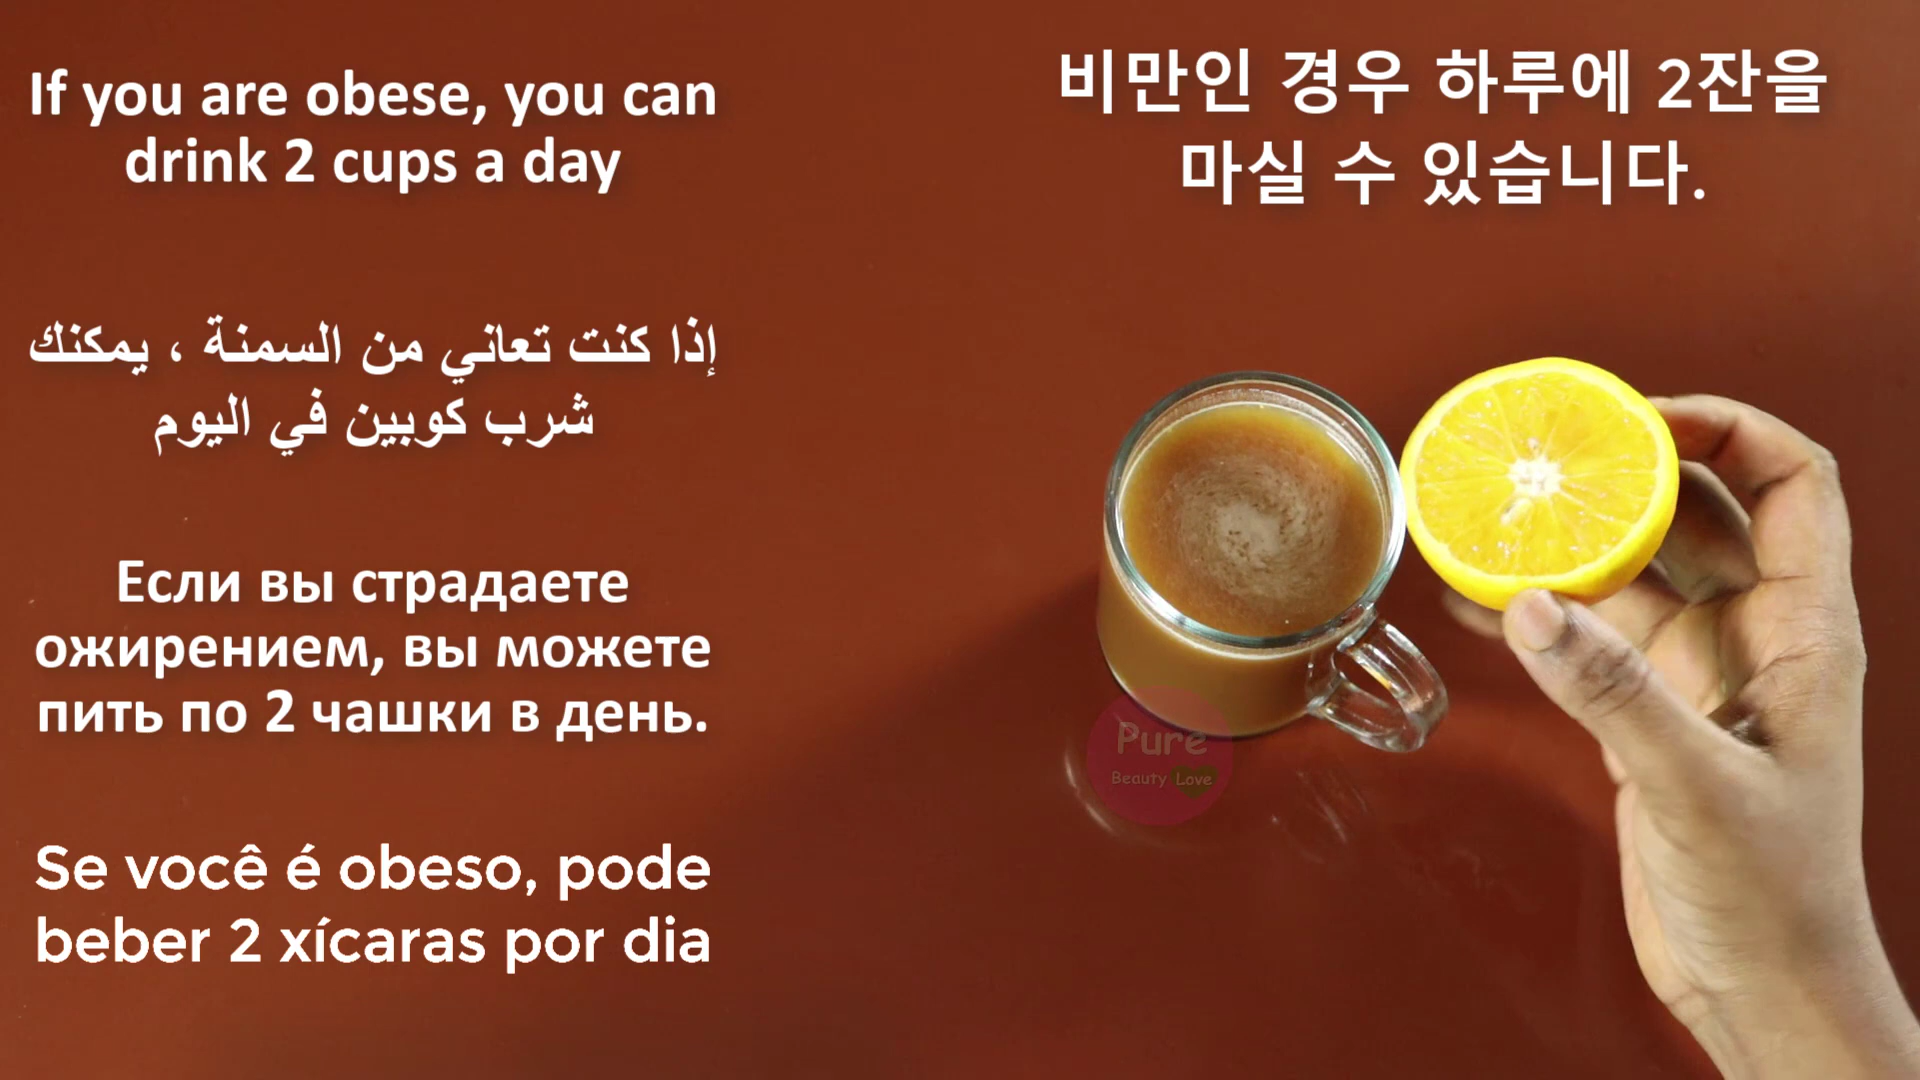 If you are obese, you can
drink 2 cups a day
إذا كنت تعاني من السمنة ، يمكنك
شرب كوبين في اليوم
Если вы страдаете
ожирением, вы можете
пить по 2 чашки в день.
Se você é obeso, pode
beber 2 xícaras por dia
비만인 경우 하루에 2잔을
마실 수 있습니다.
Pure
Beauty Love